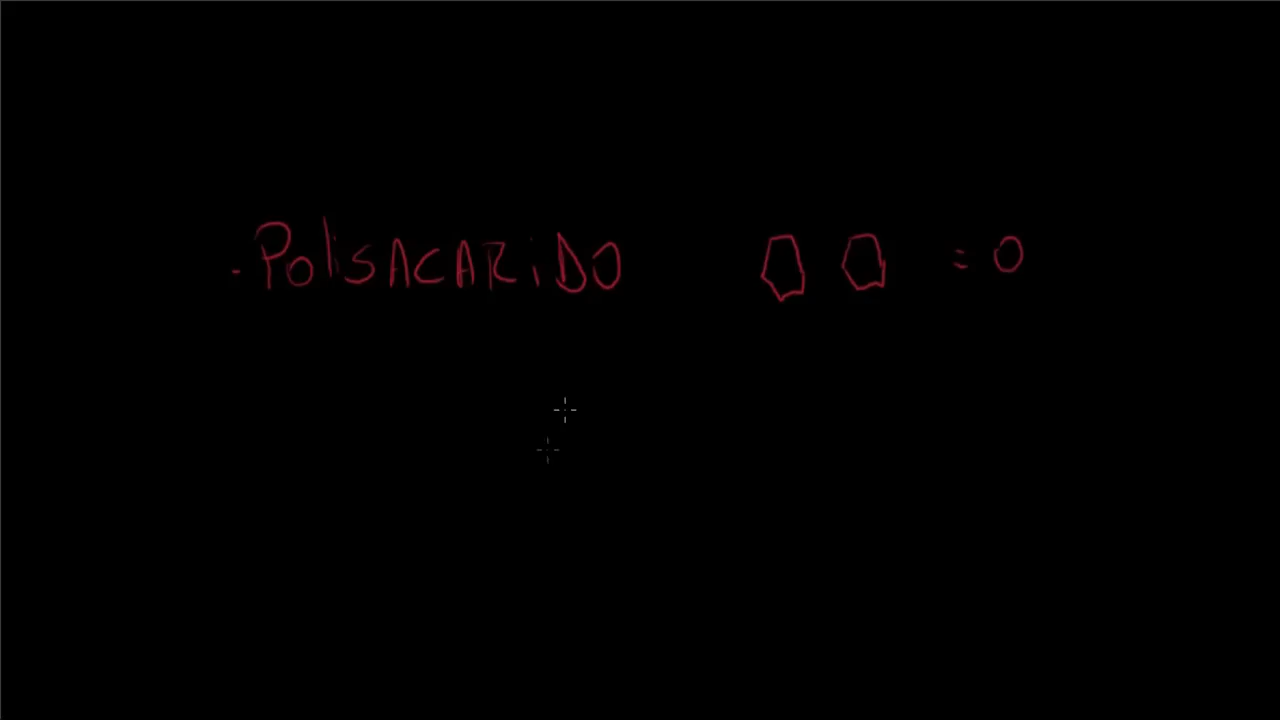 - PoliSACARiDO = O